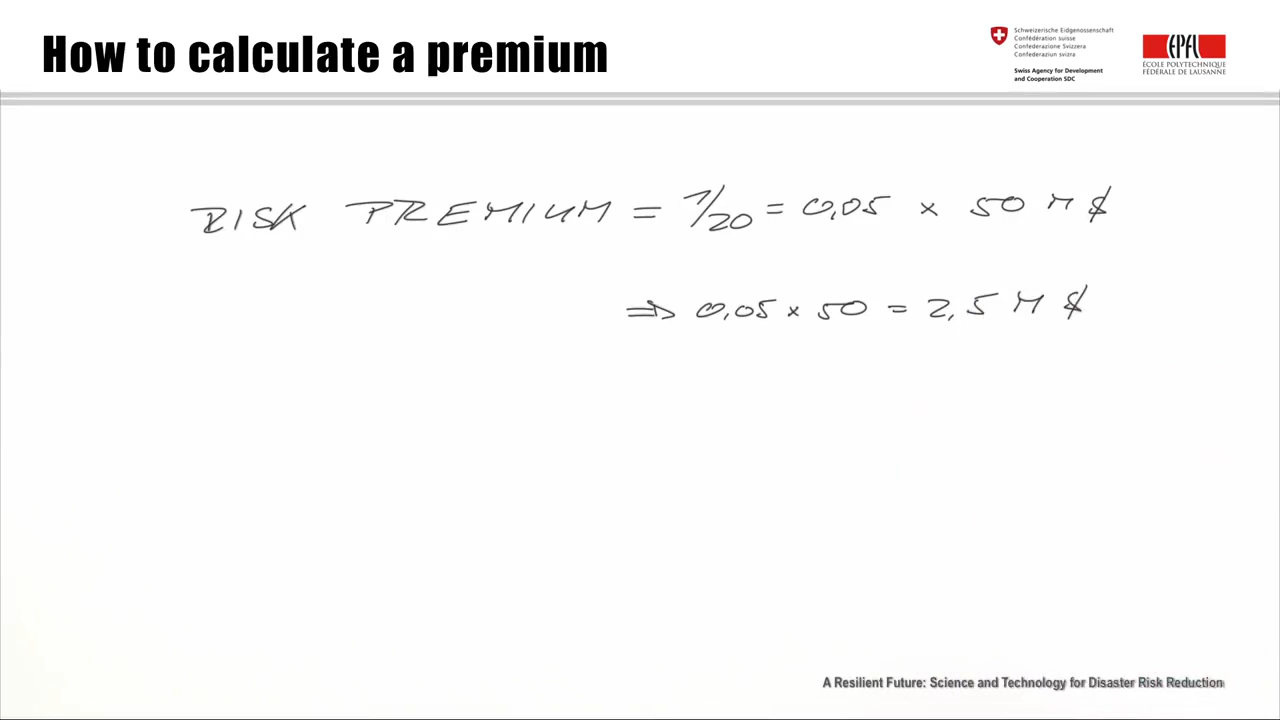 How to calculate a premium
Schweizerische Eidgenossenschaft
Confédération suisse
Confederazione Svizzera
Confederaziun svizra
Swiss Agency for Development
and Cooperation SDC
EPFL
ÉCOLE POLYTECHNIQUE
FÉDÉRALE DE LAUSANNE
RISK PREMIUM = 1/20 = 0,05 × 50 M $
⇒ 0,05 × 50 = 2,5 M $
A Resilient Future: Science and Technology for Disaster Risk Reduction